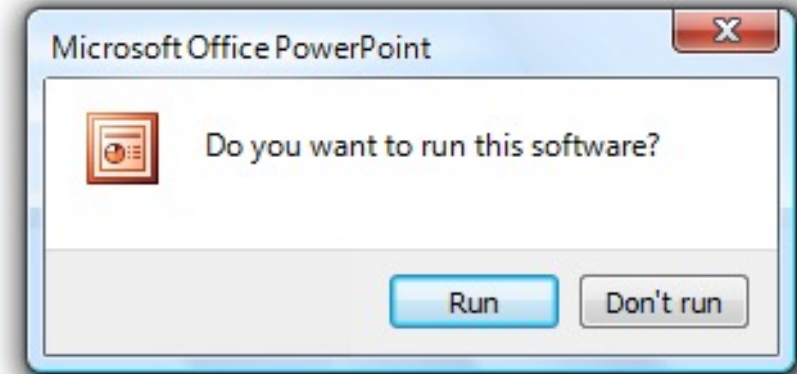 Microsoft Office PowerPoint
X
Do you want to run this software?
Run
Don't run